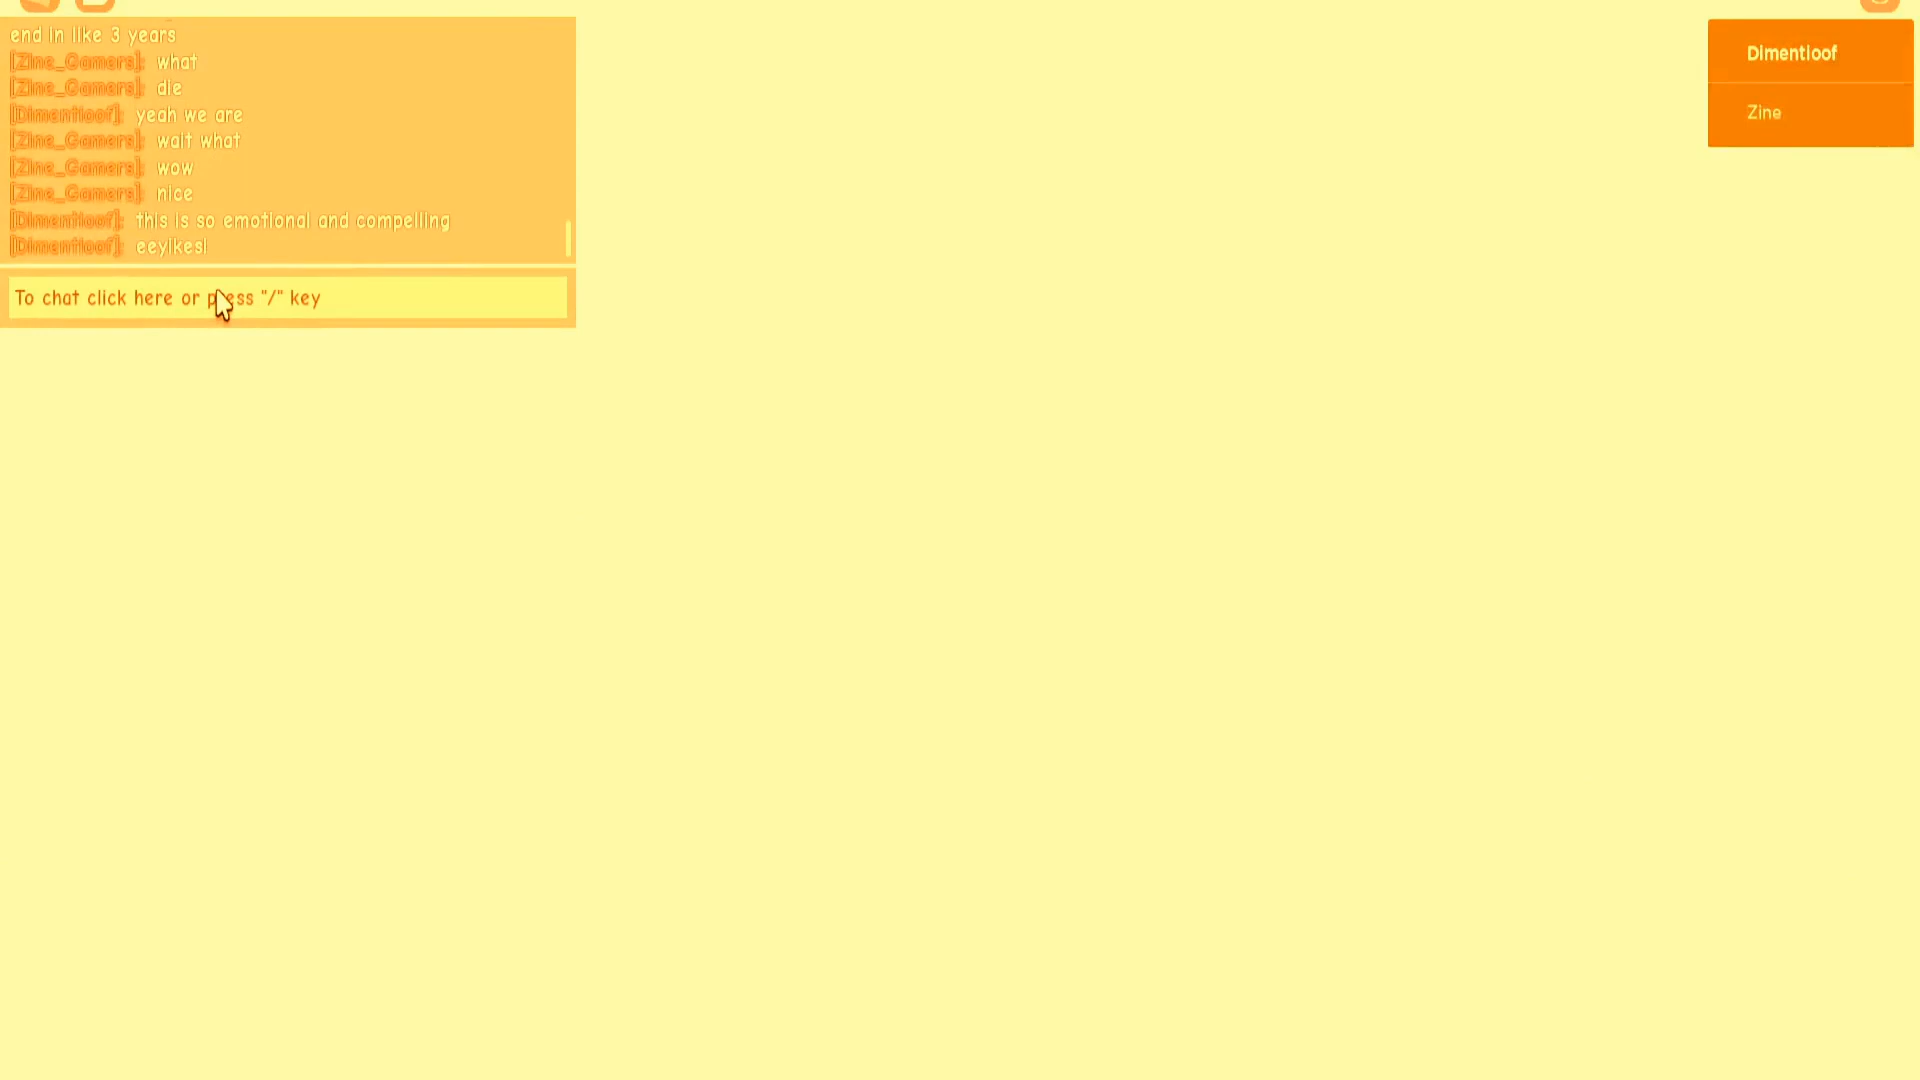 end in like 3 years
[Zine_Gamers]: what
[Zine_Gamers]: die
[Dimentioof]: yeah we are
[Zine_Gamers]: wait what
[Zine_Gamers]: wow
[Zine_Gamers]: nice
[Dimentioof]: this is so emotional and compelling
[Dimentioof]: eeyikes!
To chat click here or press "/" key
Dimentioof
Zine